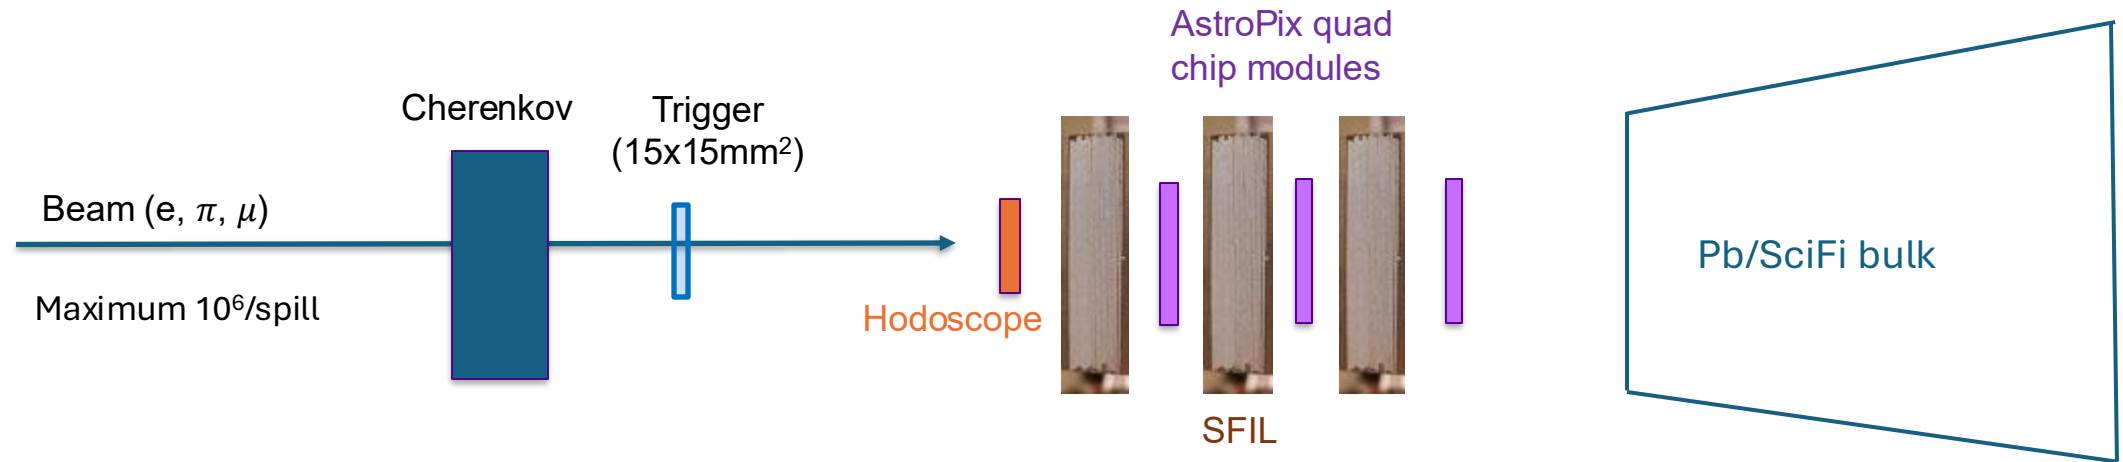 AstroPix quad
chip modules
Cherenkov
Trigger
(15x15mm²)
Beam (e, 𝜋, 𝜇)
Maximum 10⁶/spill
Hodoscope
Pb/SciFi bulk
SFIL